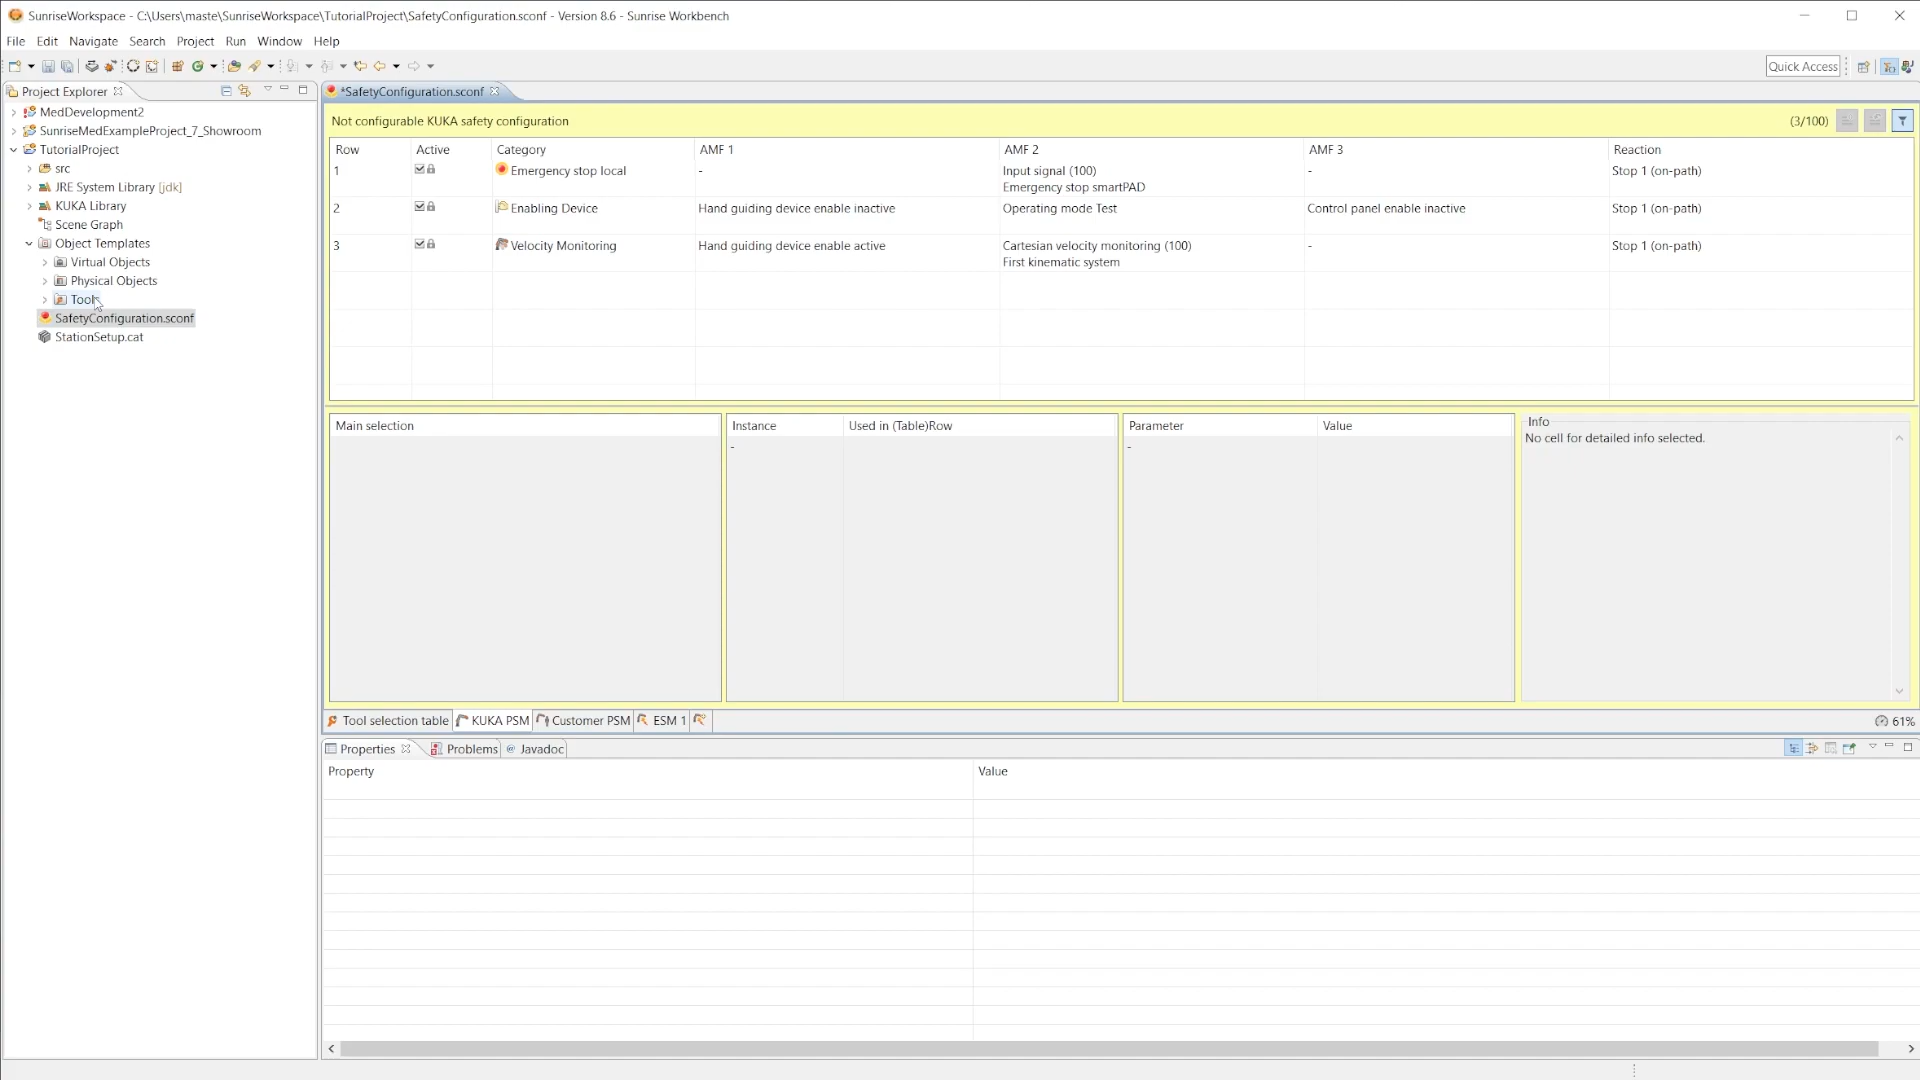 SunriseWorkspace - C:\Users\maste\SunriseWorkspace\TutorialProject\SafetyConfiguration.sconf - Version 8.6 - Sunrise Workbench
File Edit Navigate Search Project Run Window Help
Quick Access
Project Explorer
MedDevelopment2
SunriseMedExampleProject_7_Showroom
TutorialProject
src
JRE System Library [jdk]
KUKA Library
Scene Graph
Object Templates
Virtual Objects
Physical Objects
Tools
SafetyConfiguration.sconf
StationSetup.cat
*SafetyConfiguration.sconf
Not configurable KUKA safety configuration (3/100)
Row Active Category AMF 1 AMF 2 AMF 3 Reaction
1 Emergency stop local - Input signal (100) - Stop 1 (on-path)
Emergency stop smartPAD
2 Enabling Device Hand guiding device enable inactive Operating mode Test Control panel enable inactive Stop 1 (on-path)
3 Velocity Monitoring Hand guiding device enable active Cartesian velocity monitoring (100) - Stop 1 (on-path)
First kinematic system
Main selection
Instance Used in (Table)Row
-
Parameter Value
-
Info
No cell for detailed info selected.
Tool selection table KUKA PSM Customer PSM ESM 1 61%
Properties Problems @ Javadoc
Property Value